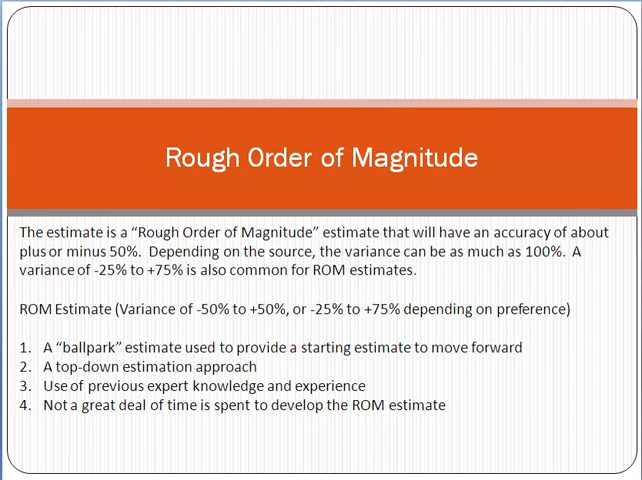 Rough Order of Magnitude
The estimate is a “Rough Order of Magnitude” estimate that will have an accuracy of about
plus or minus 50%.  Depending on the source, the variance can be as much as 100%.  A
variance of -25% to +75% is also common for ROM estimates.
ROM Estimate (Variance of -50% to +50%, or -25% to +75% depending on preference)
1. A “ballpark” estimate used to provide a starting estimate to move forward
2. A top-down estimation approach
3. Use of previous expert knowledge and experience
4. Not a great deal of time is spent to develop the ROM estimate